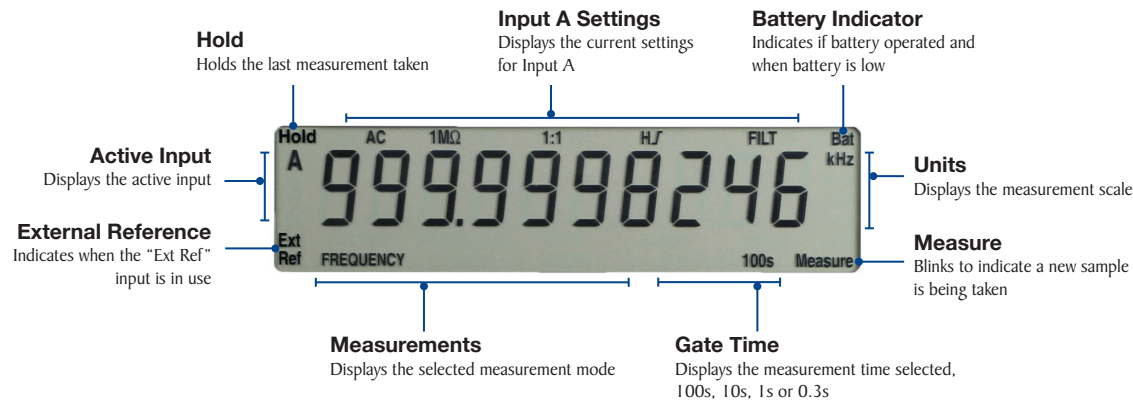 Input A Settings
Displays the current settings
for Input A
Battery Indicator
Indicates if battery operated and
when battery is low
Hold
Holds the last measurement taken
Hold AC 1MΩ 1:1 H FILT Bat
A 999.9998246 kHz
Ext
Ref FREQUENCY 100s Measure
Active Input
Displays the active input
External Reference
Indicates when the “Ext Ref”
input is in use
Units
Displays the measurement scale
Measure
Blinks to indicate a new sample
is being taken
Measurements
Displays the selected measurement mode
Gate Time
Displays the measurement time selected,
100s, 10s, 1s or 0.3s